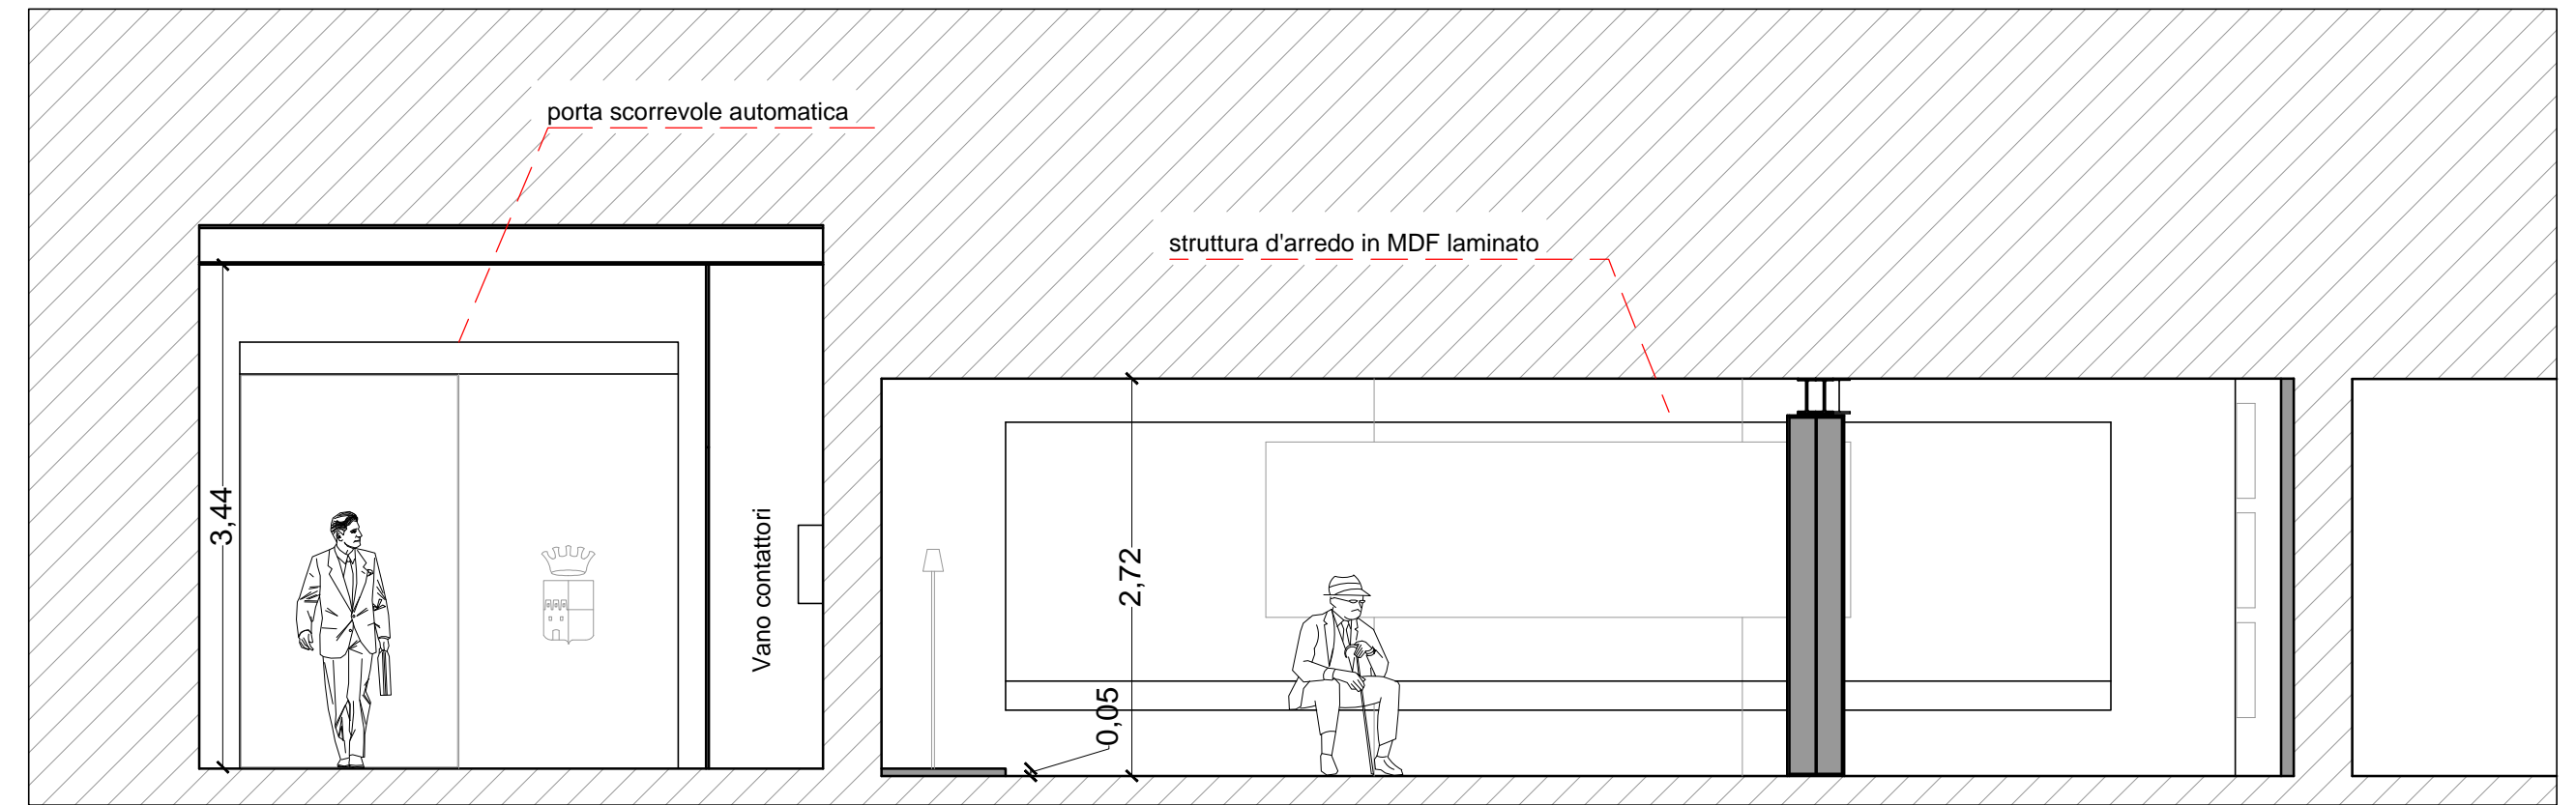 porta scorrevole automatica
struttura d'arredo in MDF laminato
3,44
Vano contattori
2,72
0,05